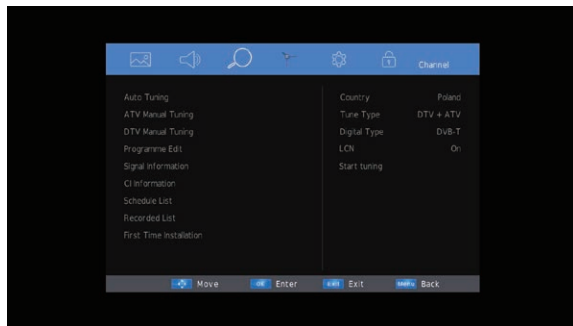 Channel
Auto Tuning
ATV Manual Tuning
DTV Manual Tuning
Programme Edit
Signal Information
CI Information
Schedule List
Recorded List
First Time Installation
Country Poland
Tune Type DTV + ATV
Digital Type DVB-T
LCN On
Start tuning
Move OK Enter EXIT Exit MENU Back